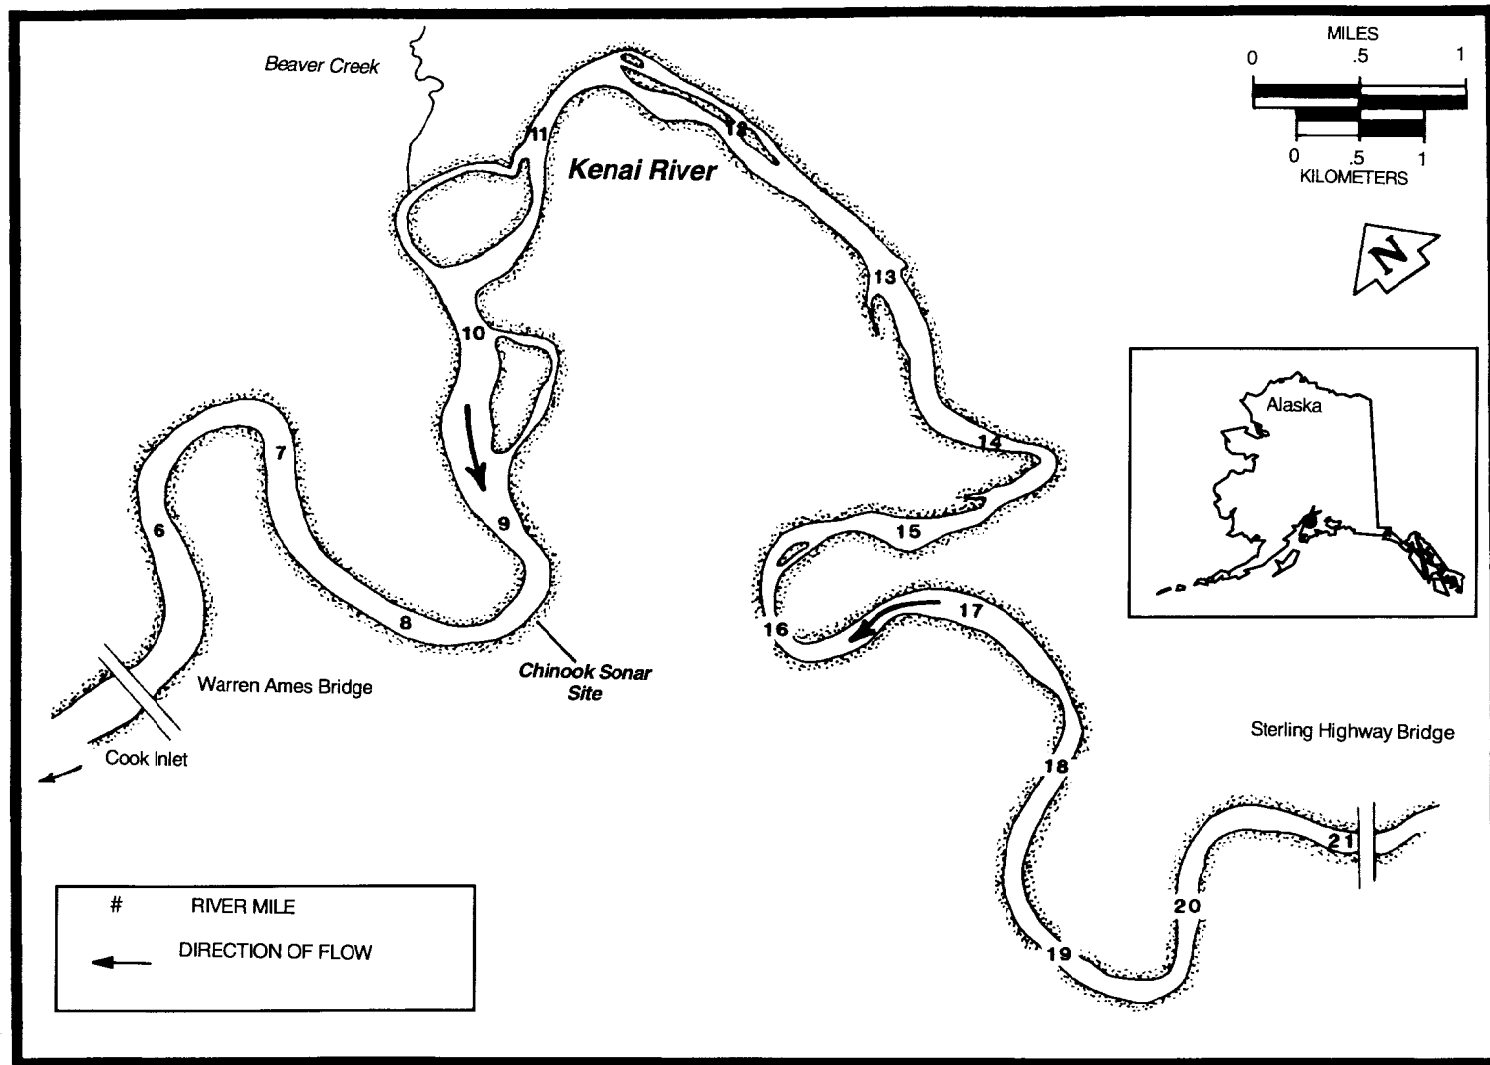 MILES
0 .5 1
0 .5 1
KILOMETERS
N
Beaver Creek
Kenai River
11
12
13
10
14
7
9
15
6
8
16
17
Chinook Sonar
Site
Warren Ames Bridge
Cook Inlet
18
Sterling Highway Bridge
21
20
19
Alaska
# RIVER MILE
DIRECTION OF FLOW